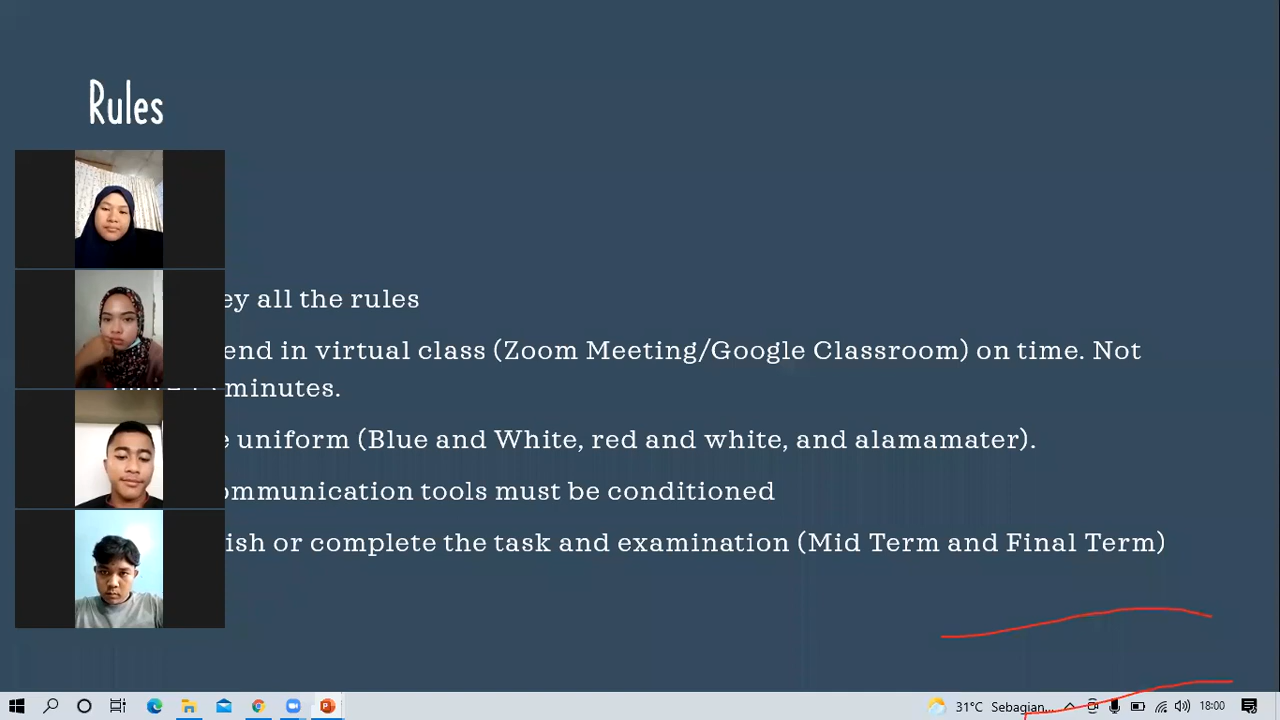 Rules
ey all the rules
end in virtual class (Zoom Meeting/Google Classroom) on time. Not
minutes.
e uniform (Blue and White, red and white, and alamamater).
ommunication tools must be conditioned
ish or complete the task and examination (Mid Term and Final Term)
31°C Sebagian... 18:00